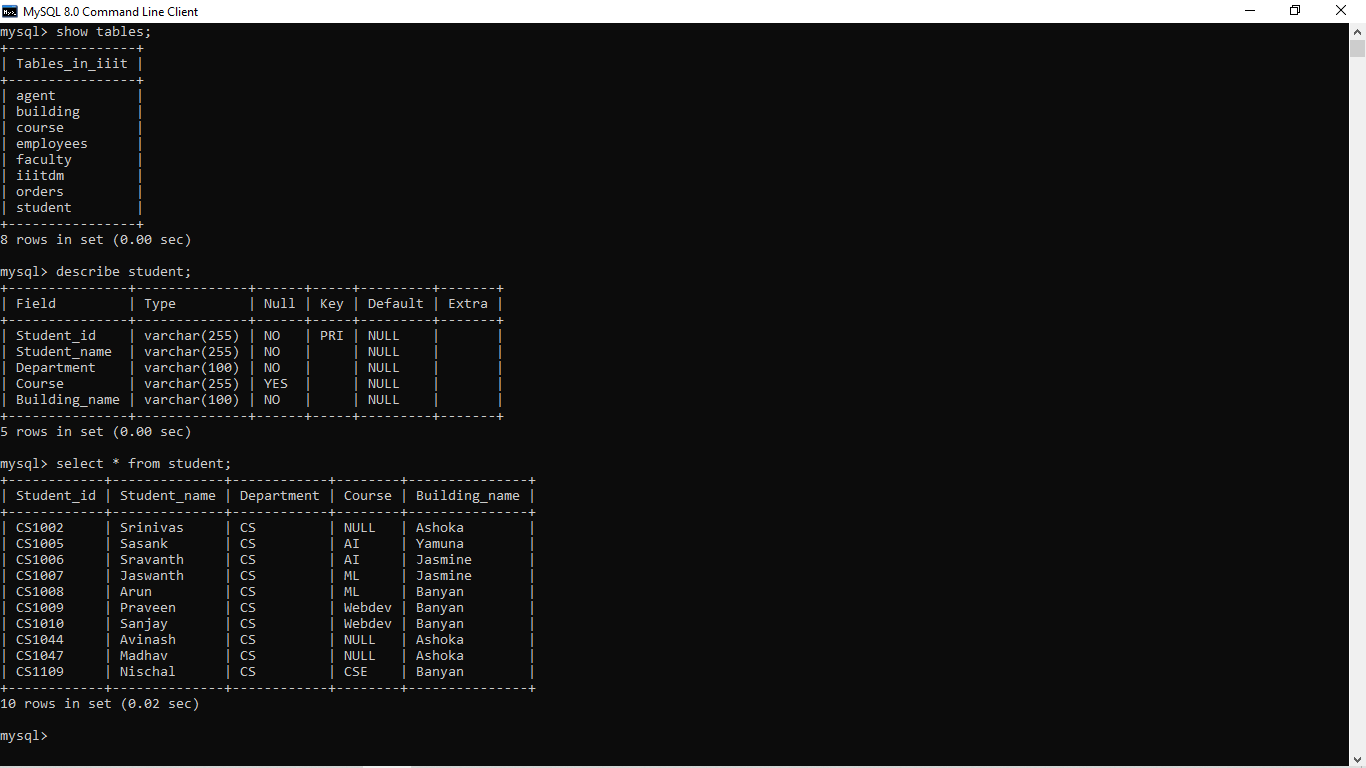 MySQL 8.0 Command Line Client
mysql> show tables;
+----------------+
| Tables_in_iiit |
+----------------+
| agent          |
| building       |
| course         |
| employees      |
| faculty        |
| iiitdm         |
| orders         |
| student        |
+----------------+
8 rows in set (0.00 sec)
mysql> describe student;
+---------------+--------------+------+-----+---------+-------+
| Field         | Type         | Null | Key | Default | Extra |
+---------------+--------------+------+-----+---------+-------+
| Student_id    | varchar(255) | NO   | PRI | NULL    |       |
| Student_name  | varchar(255) | NO   |     | NULL    |       |
| Department    | varchar(100) | NO   |     | NULL    |       |
| Course        | varchar(255) | YES  |     | NULL    |       |
| Building_name | varchar(100) | NO   |     | NULL    |       |
+---------------+--------------+------+-----+---------+-------+
5 rows in set (0.00 sec)
mysql> select * from student;
+------------+--------------+------------+--------+---------------+
| Student_id | Student_name | Department | Course | Building_name |
+------------+--------------+------------+--------+---------------+
| CS1002     | Srinivas     | CS         | NULL   | Ashoka        |
| CS1005     | Sasank       | CS         | AI     | Yamuna        |
| CS1006     | Sravanth     | CS         | AI     | Jasmine       |
| CS1007     | Jaswanth     | CS         | ML     | Jasmine       |
| CS1008     | Arun         | CS         | ML     | Banyan        |
| CS1009     | Praveen      | CS         | Webdev | Banyan        |
| CS1010     | Sanjay       | CS         | Webdev | Banyan        |
| CS1044     | Avinash      | CS         | NULL   | Ashoka        |
| CS1047     | Madhav       | CS         | NULL   | Ashoka        |
| CS1109     | Nischal      | CS         | CSE    | Banyan        |
+------------+--------------+------------+--------+---------------+
10 rows in set (0.02 sec)
mysql>